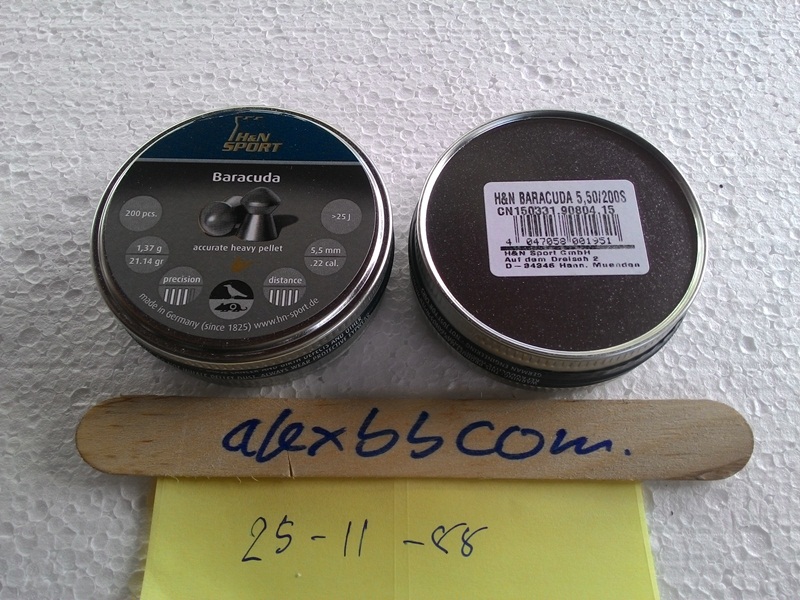 H&N
SPORT
Baracuda
200 pcs.
>25 J
accurate heavy pellet
1,37 g
21.14 gr
5,5 mm
.22 cal.
precision
distance
made in Germany (since 1825) www.hn-sport.de
H&N BARACUDA 5,50/200S
CN150331.90804.15
4 047058 001951
H&N Sport GmbH
Auf dem Dreisch 2
D-34346 Hann. Muenden
alexbbcom.
25-11-88